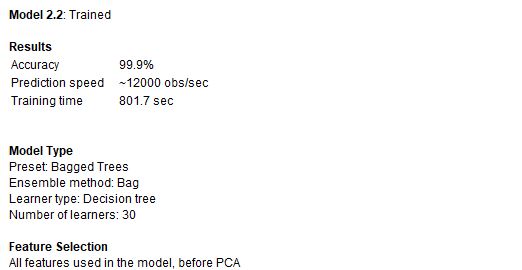 Model 2.2: Trained
Results
Accuracy 99.9%
Prediction speed ~12000 obs/sec
Training time 801.7 sec
Model Type
Preset: Bagged Trees
Ensemble method: Bag
Learner type: Decision tree
Number of learners: 30
Feature Selection
All features used in the model, before PCA